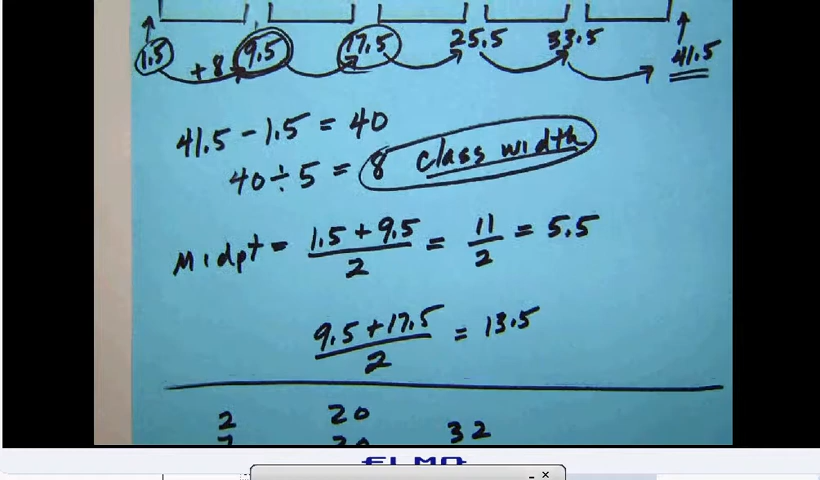 1.5 +8 9.5 17.5 25.5 33.5 41.5
41.5 - 1.5 = 40
40 ÷ 5 = 8 class width
Midpt = (1.5 + 9.5)/2 = 11/2 = 5.5
(9.5 + 17.5)/2 = 13.5
2 20
32
ELMO